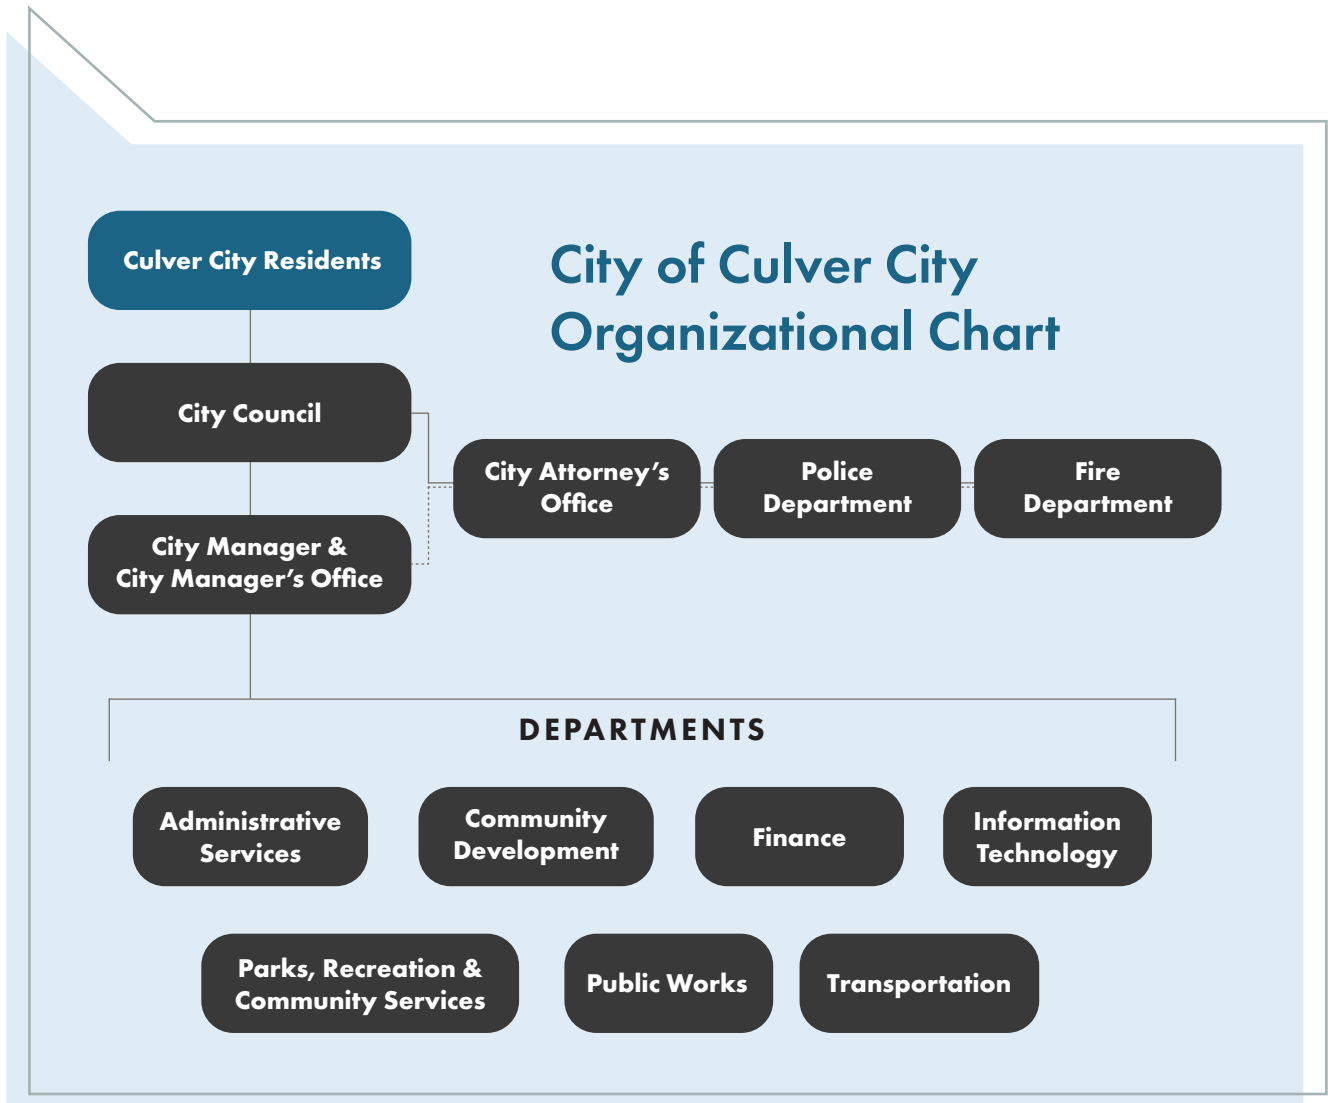 City of Culver City
Organizational Chart
Culver City Residents
City Council
City Manager &
City Manager’s Office
City Attorney’s
Office
Police
Department
Fire
Department
DEPARTMENTS
Administrative
Services
Community
Development
Finance
Information
Technology
Parks, Recreation &
Community Services
Public Works
Transportation